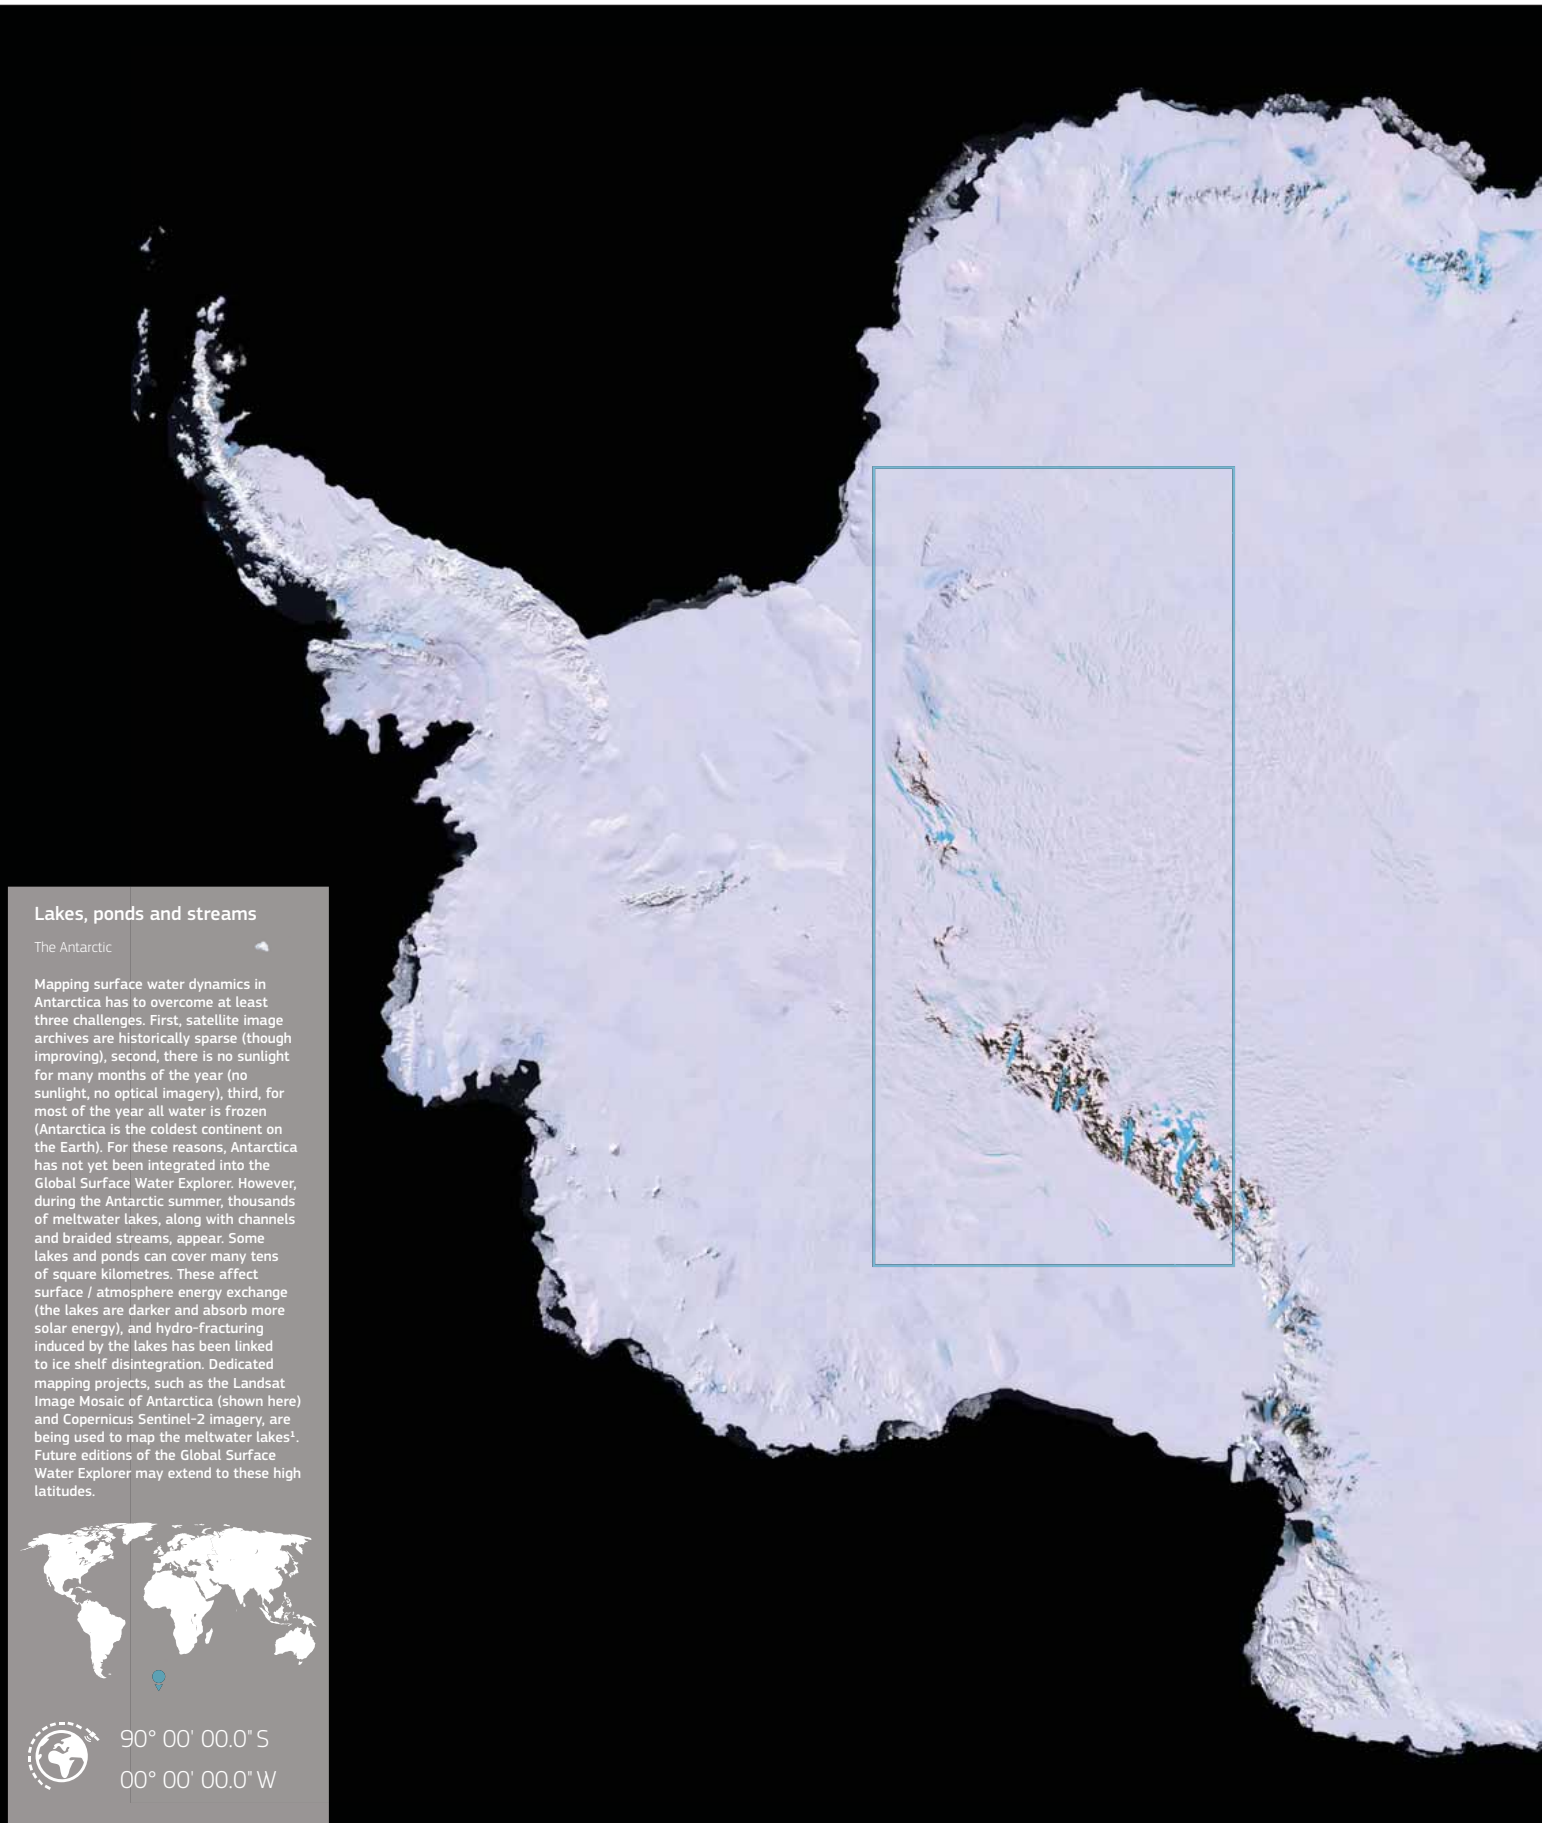 Lakes, ponds and streams
The Antarctic
Mapping surface water dynamics in
Antarctica has to overcome at least
three challenges. First, satellite image
archives are historically sparse (though
improving), second, there is no sunlight
for many months of the year (no
sunlight, no optical imagery), third, for
most of the year all water is frozen
(Antarctica is the coldest continent on
the Earth). For these reasons, Antarctica
has not yet been integrated into the
Global Surface Water Explorer. However,
during the Antarctic summer, thousands
of meltwater lakes, along with channels
and braided streams, appear. Some
lakes and ponds can cover many tens
of square kilometres. These affect
surface / atmosphere energy exchange
(the lakes are darker and absorb more
solar energy), and hydro-fracturing
induced by the lakes has been linked
to ice shelf disintegration. Dedicated
mapping projects, such as the Landsat
Image Mosaic of Antarctica (shown here)
and Copernicus Sentinel-2 imagery, are
being used to map the meltwater lakes¹.
Future editions of the Global Surface
Water Explorer may extend to these high
latitudes.
90° 00' 00.0" S
00° 00' 00.0" W